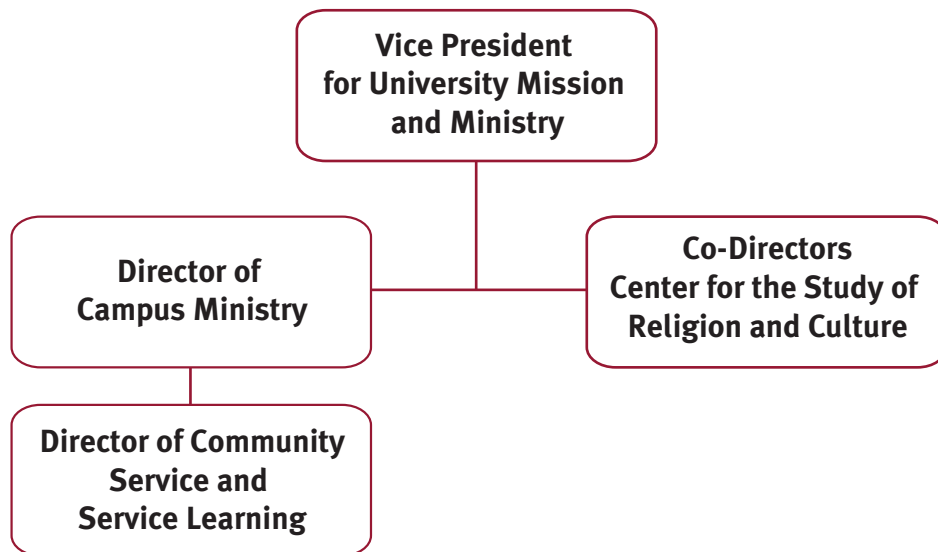 Vice President
for University Mission
and Ministry
Director of
Campus Ministry
Co-Directors
Center for the Study of
Religion and Culture
Director of Community
Service and
Service Learning